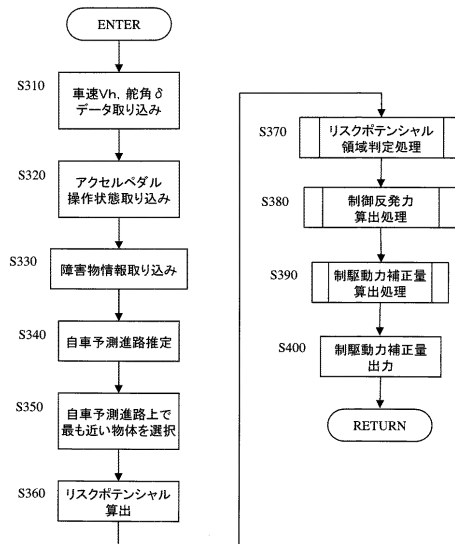 ENTER
S310
車速Vh, 舵角δ
データ取り込み
S320
アクセルペダル
操作状態取り込み
S330
障害物情報取り込み
S340
自車予測進路推定
S350
自車予測進路上で
最も近い物体を選択
S360
リスクポテンシャル
算出
S370
リスクポテンシャル
領域判定処理
S380
制御反発力
算出処理
S390
制駆動力補正量
算出処理
S400
制駆動力補正量
出力
RETURN